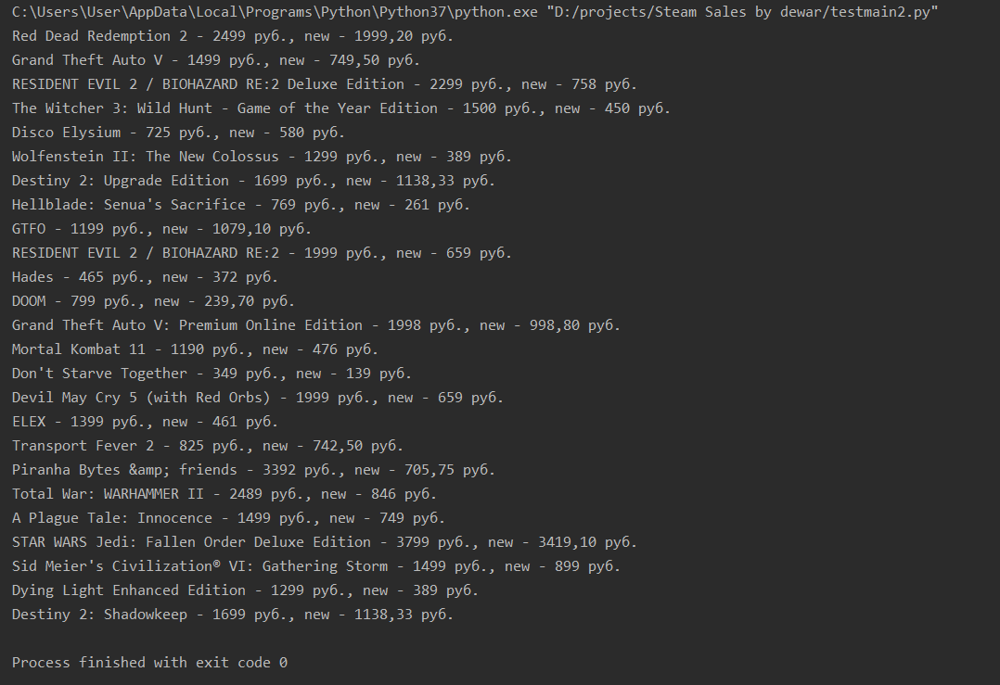 C:\Users\User\AppData\Local\Programs\Python\Python37\python.exe "D:/projects/Steam Sales by dewar/testmain2.py"
Red Dead Redemption 2 - 2499 руб., new - 1999,20 руб.
Grand Theft Auto V - 1499 руб., new - 749,50 руб.
RESIDENT EVIL 2 / BIOHAZARD RE:2 Deluxe Edition - 2299 руб., new - 758 руб.
The Witcher 3: Wild Hunt - Game of the Year Edition - 1500 руб., new - 450 руб.
Disco Elysium - 725 руб., new - 580 руб.
Wolfenstein II: The New Colossus - 1299 руб., new - 389 руб.
Destiny 2: Upgrade Edition - 1699 руб., new - 1138,33 руб.
Hellblade: Senua's Sacrifice - 769 руб., new - 261 руб.
GTFO - 1199 руб., new - 1079,10 руб.
RESIDENT EVIL 2 / BIOHAZARD RE:2 - 1999 руб., new - 659 руб.
Hades - 465 руб., new - 372 руб.
DOOM - 799 руб., new - 239,70 руб.
Grand Theft Auto V: Premium Online Edition - 1998 руб., new - 998,80 руб.
Mortal Kombat 11 - 1190 руб., new - 476 руб.
Don't Starve Together - 349 руб., new - 139 руб.
Devil May Cry 5 (with Red Orbs) - 1999 руб., new - 659 руб.
ELEX - 1399 руб., new - 461 руб.
Transport Fever 2 - 825 руб., new - 742,50 руб.
Piranha Bytes &amp; friends - 3392 руб., new - 705,75 руб.
Total War: WARHAMMER II - 2489 руб., new - 846 руб.
A Plague Tale: Innocence - 1499 руб., new - 749 руб.
STAR WARS Jedi: Fallen Order Deluxe Edition - 3799 руб., new - 3419,10 руб.
Sid Meier's Civilization® VI: Gathering Storm - 1499 руб., new - 899 руб.
Dying Light Enhanced Edition - 1299 руб., new - 389 руб.
Destiny 2: Shadowkeep - 1699 руб., new - 1138,33 руб.
Process finished with exit code 0